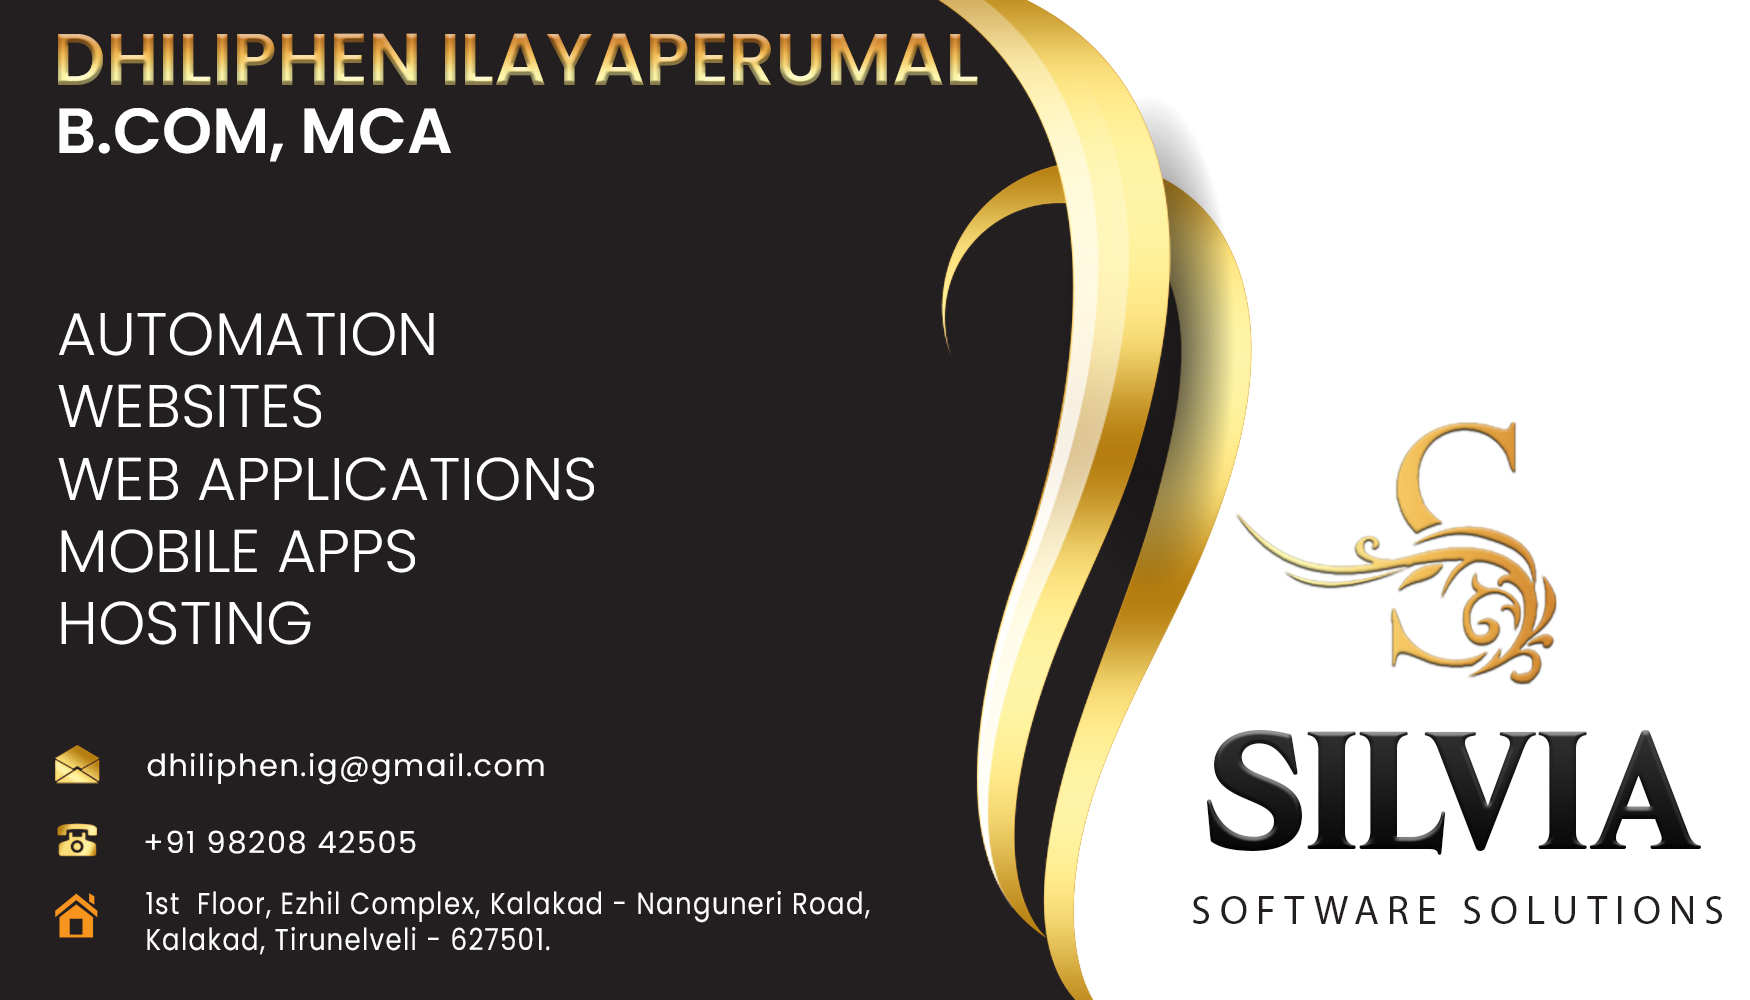 DHILIPHEN ILAYAPERUMAL
B.COM, MCA
AUTOMATION
WEBSITES
WEB APPLICATIONS
MOBILE APPS
HOSTING
dhiliphen.ig@gmail.com
+91 98208 42505
1st Floor, Ezhil Complex, Kalakad - Nanguneri Road,
Kalakad, Tirunelveli - 627501.
S
SILVIA
SOFTWARE SOLUTIONS